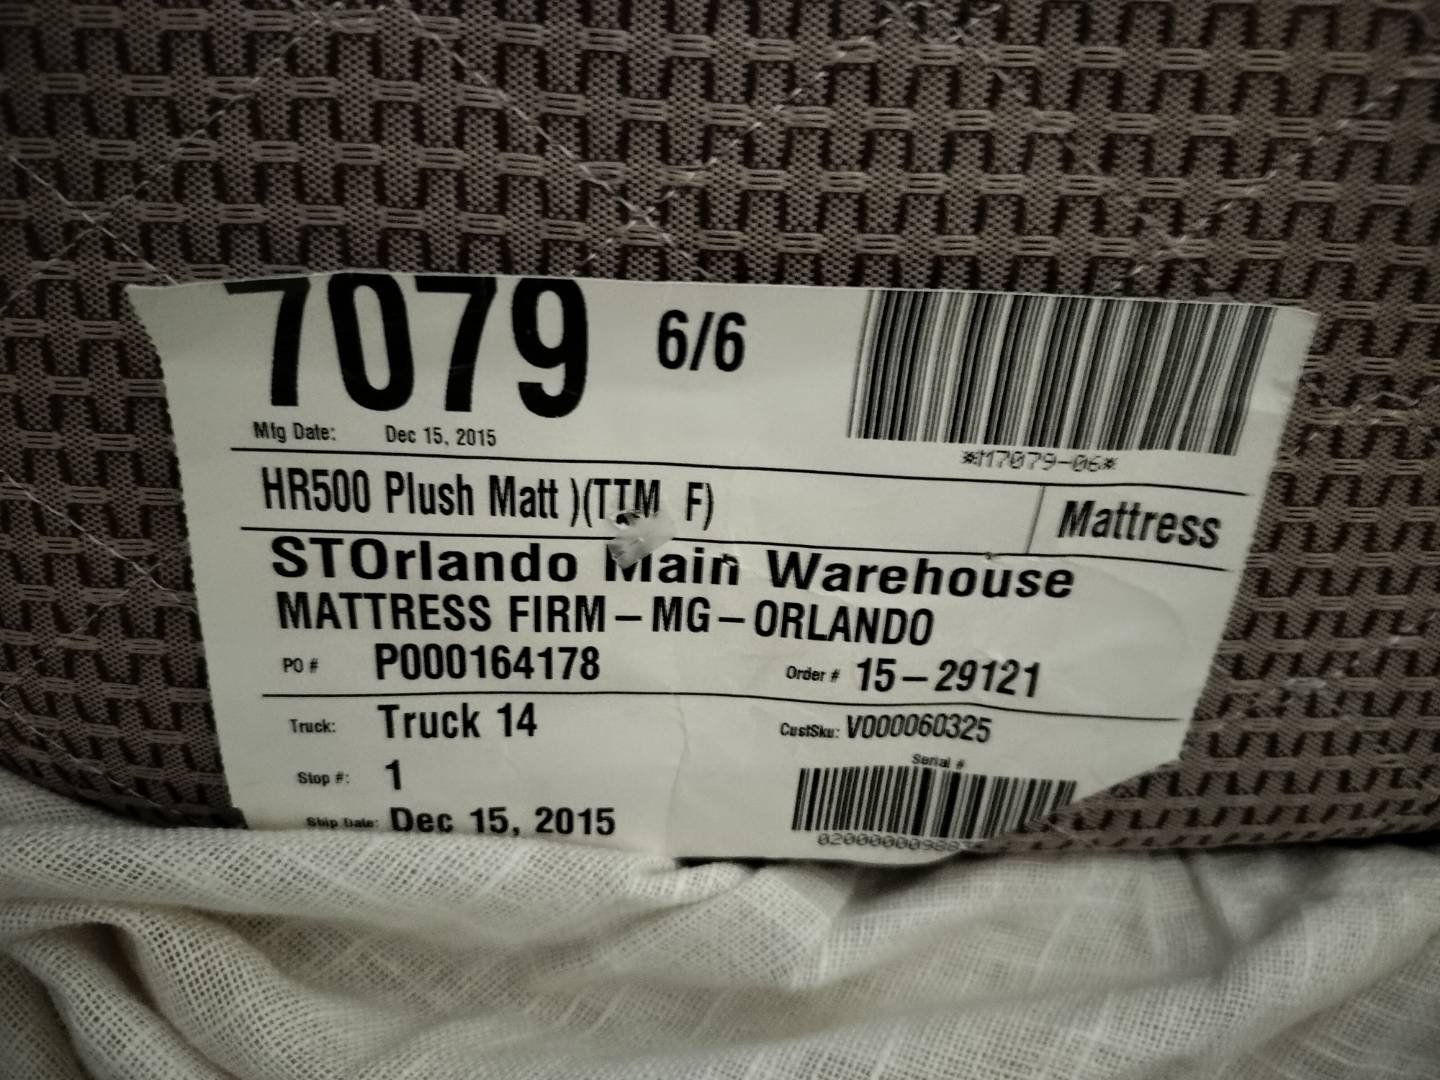 7079 6/6
*M7079-06*
Mfg Date: Dec 15, 2015
HR500 Plush Matt )(TTM F) Mattress
STOrlando Main Warehouse
MATTRESS FIRM-MG-ORLANDO
PO # P000164178 Order # 15-29121
Truck: Truck 14 CustSku: V000060325
Serial #
Stop #: 1
Ship Date: Dec 15, 2015